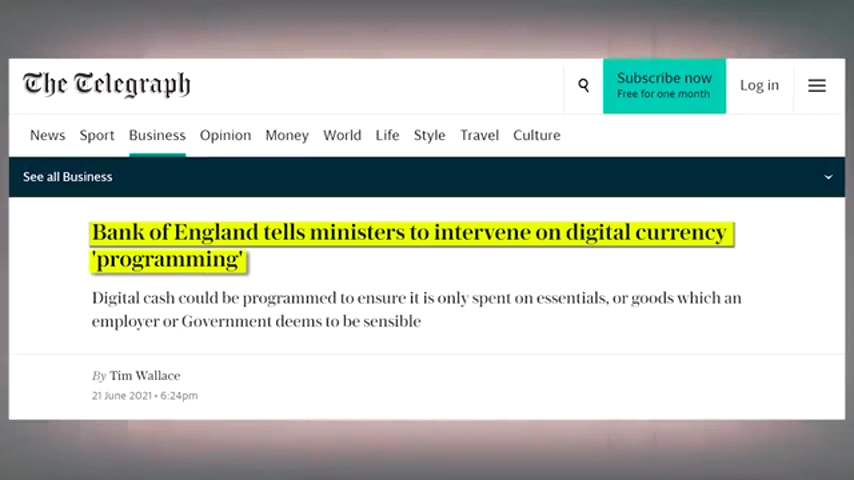 The Telegraph
Subscribe now
Free for one month
Log in
News Sport Business Opinion Money World Life Style Travel Culture
See all Business
Bank of England tells ministers to intervene on digital currency
'programming'
Digital cash could be programmed to ensure it is only spent on essentials, or goods which an
employer or Government deems to be sensible
By Tim Wallace
21 June 2021 • 6:24pm